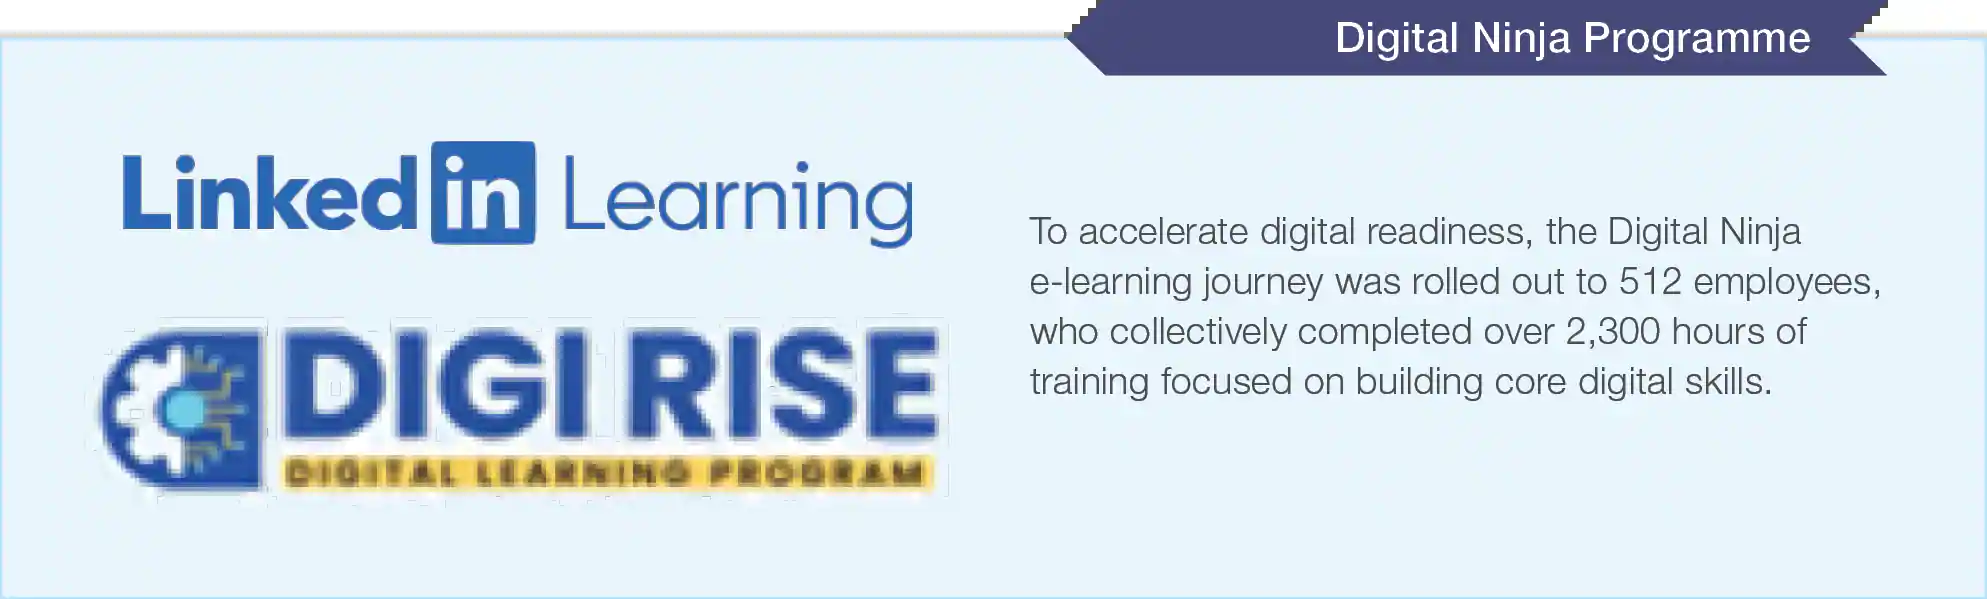 Digital Ninja Programme
Linked in Learning
DIGI RISE
DIGITAL LEARNING PROGRAM
To accelerate digital readiness, the Digital Ninja
e-learning journey was rolled out to 512 employees,
who collectively completed over 2,300 hours of
training focused on building core digital skills.